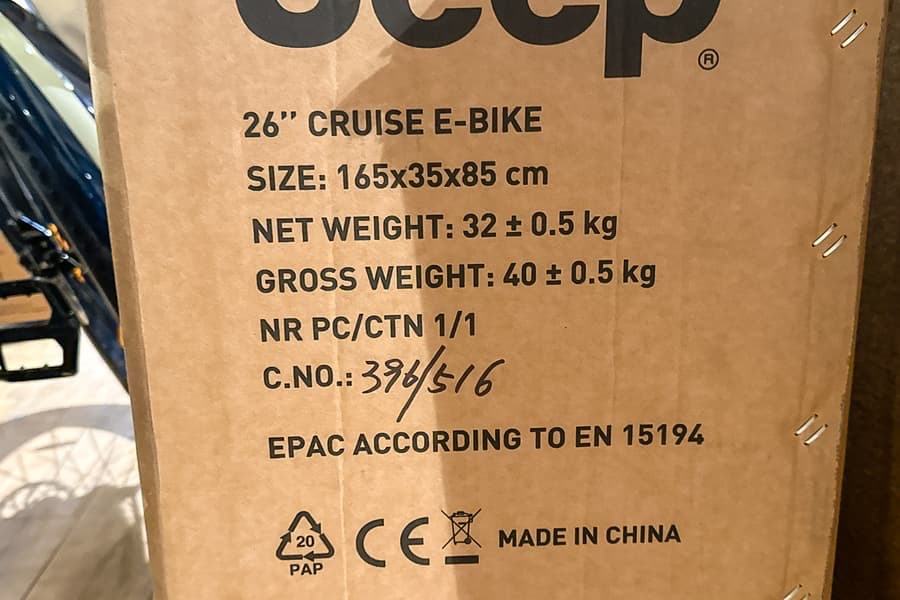 Jeep
®
26’’ CRUISE E-BIKE
SIZE: 165x35x85 cm
NET WEIGHT: 32 ± 0.5 kg
GROSS WEIGHT: 40 ± 0.5 kg
NR PC/CTN 1/1
C.NO.: 396/516
EPAC ACCORDING TO EN 15194
20
PAP
CE
MADE IN CHINA